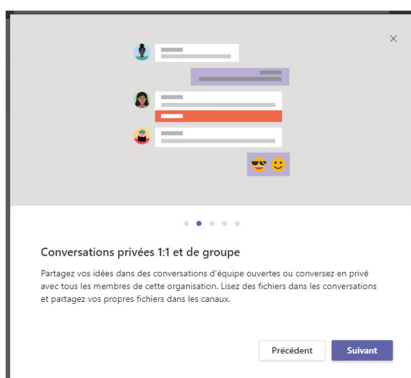 Conversations privées 1:1 et de groupe
Partagez vos idées dans des conversations d'équipe ouvertes ou conversez en privé
avec tous les membres de cette organisation. Lisez des fichiers dans les conversations
et partagez vos propres fichiers dans les canaux.
Précédent
Suivant